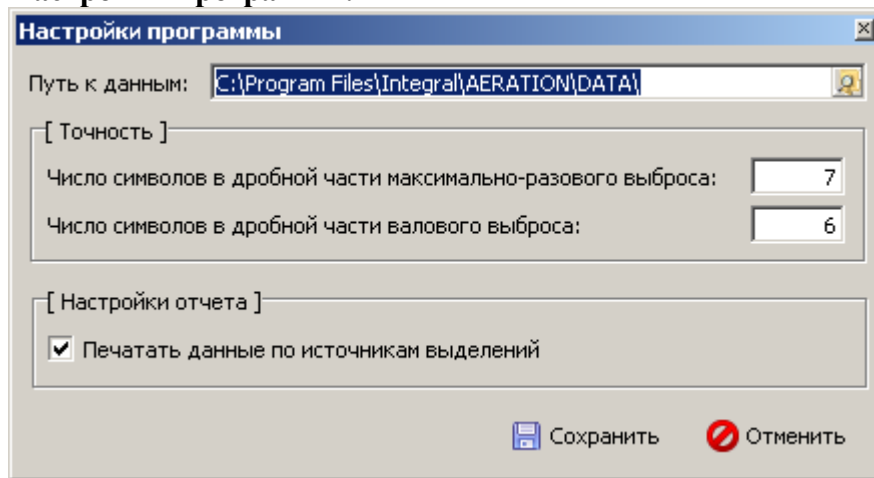 Настройки программы
Путь к данным: C:\Program Files\Integral\AERATION\DATA\
[ Точность ]
Число символов в дробной части максимально-разового выброса: 7
Число символов в дробной части валового выброса: 6
[ Настройки отчета ]
Печатать данные по источникам выделений
Сохранить Отменить